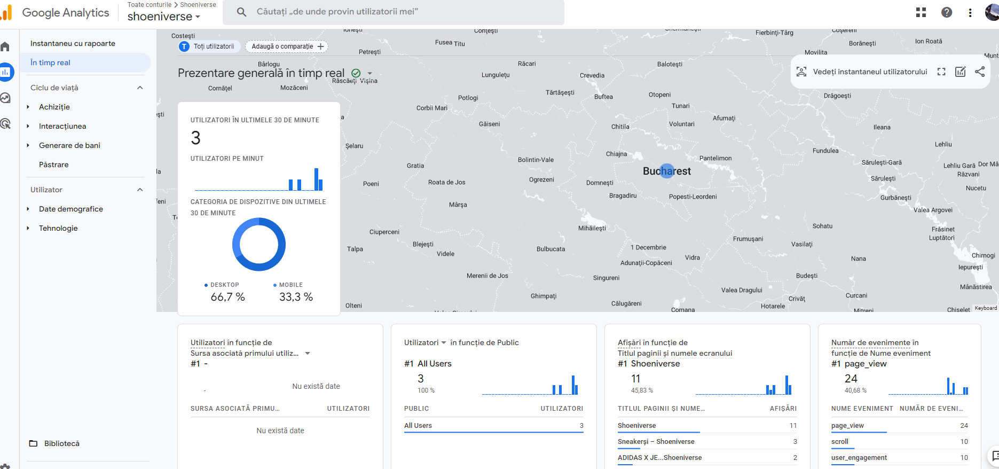 Google Analytics
Toate conturile > Shoeniverse
shoeniverse
Căutați „de unde provin utilizatorii mei”
Instantaneu cu rapoarte
În timp real
Ciclu de viață
Achiziție
Interacțiunea
Generare de bani
Păstrare
Utilizator
Date demografice
Tehnologie
Bibliotecă
T Toți utilizatorii
Adaugă o comparație +
Prezentare generală în timp real
Vedeți instantaneul utilizatorului
UTILIZATORI ÎN ULTIMELE 30 DE MINUTE
3
UTILIZATORI PE MINUT
CATEGORIA DE DISPOZITIVE DIN ULTIMELE
30 DE MINUTE
DESKTOP
66,7 %
MOBILE
33,3 %
Costești
Fusea
Titu
Fierbinți-Târg
Borănești
Ion Roată
Petrești
Movilița
Bârlogu
Răcari
Balotești
Lungulețu
Crevedia
Răscăeți
Vișina
Cornățel
Mozăceni
Tărtășești
Buftea
Otopeni
Drăgoești
Potlogi
Tunari
Corbii Mari
Afumați
Găiseni
Chitila
Voluntari
Ileana
Șelaru
Lehliu
Chiajna
Fundulea
Bolintin-Vale
Pantelimon
Sărulești-Gară
Gratia
Lehliu Gară
Dor Mă
Bucharest
Răzvani
Poeni
Roata de Jos
Ogrezeni
Domnești
Sărulești
Nucetu
Bragadiru
Popesti-Leordeni
Gurbănești
Mârșa
Valea Argovei
Mihăilești
Sohatu
Frăsinet
Ciuperceni
Frumușani
Luptători
Talpa
Blejești
Videle
Bulbucata
1 Decembrie
Vasilați
Vidra
Nana
Chirnogi
Adunații-Copăceni
Iepurești
Merenii de Jos
Singureni
Budești
Mânăstirea
Ghimpați
Valea Dragului
Crivăț
Curcani
Olteni
Călugăreni
Comana
Hotarele
Mitreni
Chiselet
Keyboard
Utilizatori în funcție de
Sursa asociată primului utiliz...
#1 -
-
Nu există date
SURSA ASOCIATĂ PRIMU...
UTILIZATORI
Nu există date
Utilizatori în funcție de Public
#1 All Users
3
100 %
PUBLIC
UTILIZATORI
All Users 3
Afișări în funcție de
Titlul paginii și numele ecranului
#1 Shoeniverse
11
45,83 %
TITLUL PAGINII ȘI NUME...
AFIȘĂRI
Shoeniverse 11
Sneakerși – Shoeniverse 3
ADIDAS X JE...Shoeniverse 2
Număr de evenimente în
funcție de Nume eveniment
#1 page_view
24
40,68 %
NUME EVENIMENT
NUMĂR DE EVENI...
page_view 24
scroll 10
user_engagement 10